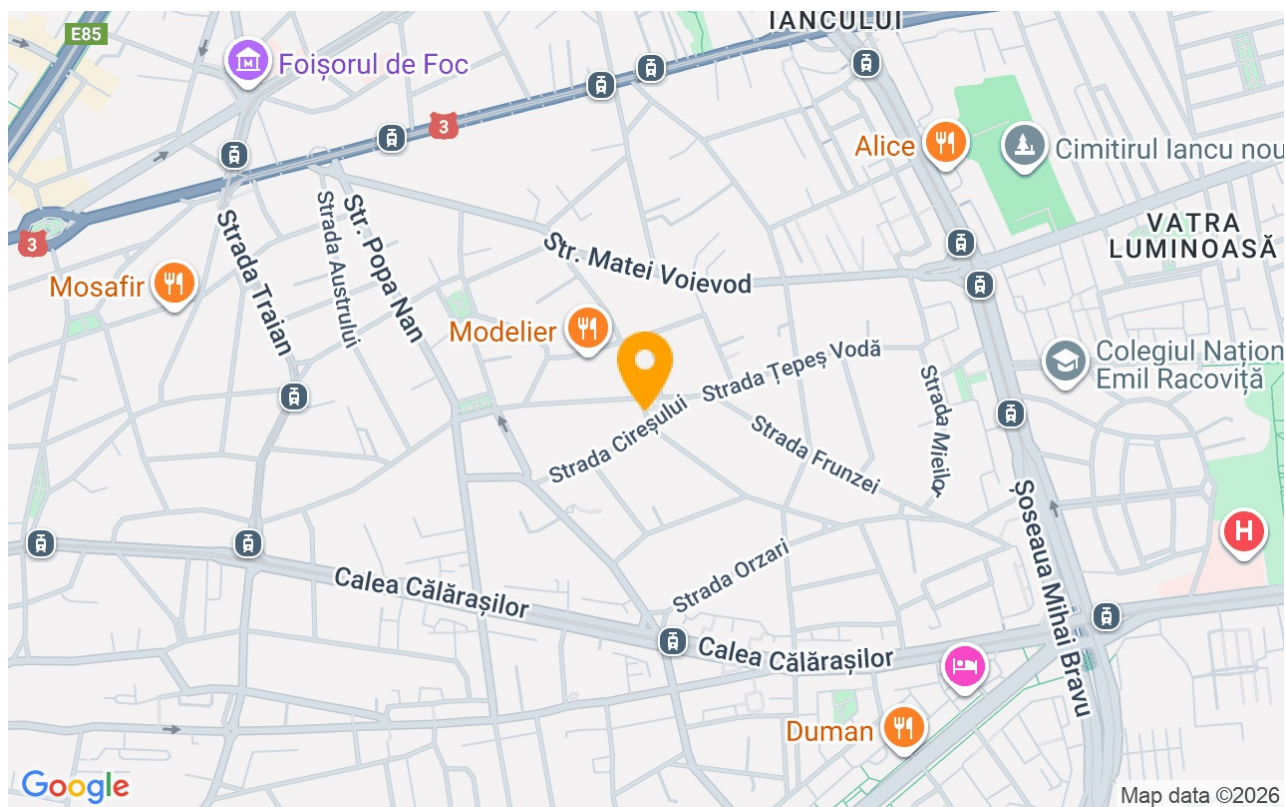 IANCULUI
E85
Foișorul de Foc
3
Alice
Cimitirul Iancu nou
3
Strada Traian
Strada Austrului
Str. Popa Nan
Str. Matei Voievod
VATRA
LUMINOASĂ
Mosafir
Modelier
Strada Țepeș Vodă
Colegiul Națion
Emil Racoviță
Strada Cireșului
Strada Frunzei
Strada Mieilor
Șoseaua Mihai Bravu
H
Strada Orzari
Calea Călărașilor
Calea Călărașilor
Duman
Google
Map data ©2026